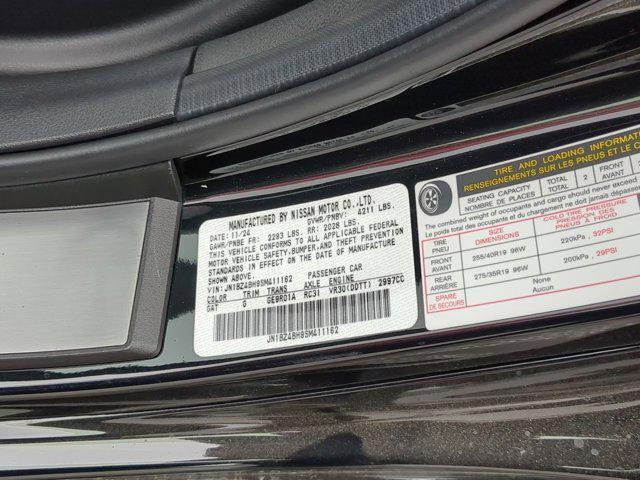 MANUFACTURED BY NISSAN MOTOR CO.,LTD.
DATE: 11/24 GVWR/PNBV: 4211 LBS.
GAWR/PNBE FR: 2293 LBS. RR: 2028 LBS.
THIS VEHICLE CONFORMS TO ALL APPLICABLE FEDERAL
MOTOR VEHICLE SAFETY,BUMPER,AND THEFT PREVENTION
STANDARDS IN EFFECT ON THE DATE OF MANUFACTURE
SHOWN ABOVE.
VIN: JN1BZ4BH9SM411162 PASSENGER CAR
COLOR TRIM TRANS AXLE ENGINE
GAT G GE9R01A RC31 VR30(DDTT) 2997CC
JN1BZ4BH9SM411162
TIRE AND LOADING INFORMATION
RENSEIGNEMENTS SUR LES PNEUS ET LE C
SEATING CAPACITY TOTAL 2 FRONT
NOMBRE DE PLACES TOTAL AVANT
The combined weight of occupants and cargo should never exceed
Le poids total des occupants et du chargement ne doit jamais
TIRE SIZE COLD TIRE PRESSURE
PNEU DIMENSIONS PRESSION DES
FRONT 255/40R19 96W 220kPa, 32PSI
AVANT
REAR 275/35R19 96W 200kPa, 29PSI
ARRIÈRE
SPARE None
DE SECOURS Aucun